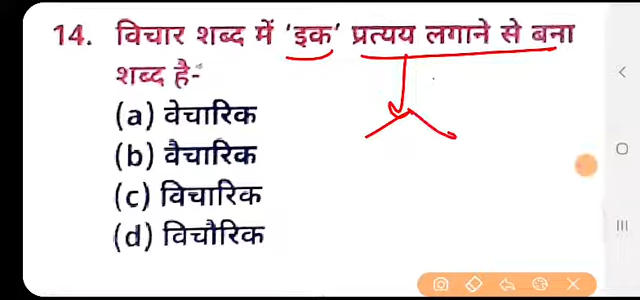 14. विचार शब्द में ‘इक’ प्रत्यय लगाने से बना
शब्द है-
(a) वेचारिक
(b) वैचारिक
(c) विचारिक
(d) विचौरिक